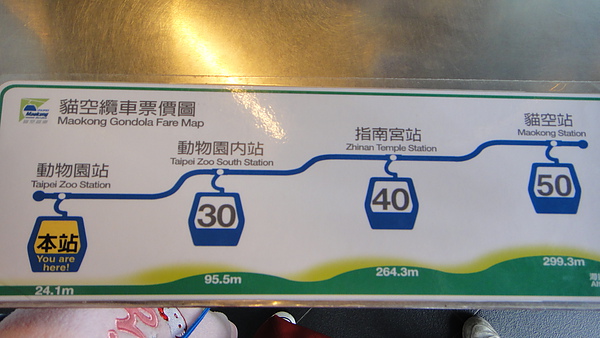 貓空纜車票價圖
Maokong Gondola Fare Map
動物園站
Taipei Zoo Station
本站
You are
here!
24.1m
動物園內站
Taipei Zoo South Station
30
95.5m
指南宮站
Zhinan Temple Station
40
264.3m
貓空站
Maokong Station
50
299.3m